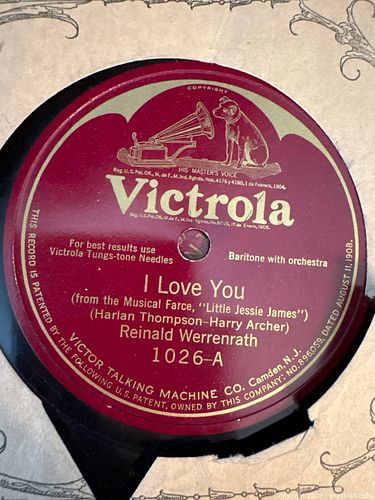 COPYRIGHT
HIS MASTER'S VOICE
Victrola
For best results use
Victrola Tungs-tone Needles
Baritone with orchestra
I Love You
(from the Musical Farce, "Little Jessie James")
(Harlan Thompson–Harry Archer)
Reinald Werrenrath
1026-A
VICTOR TALKING MACHINE CO. Camden, N.J.
THIS RECORD IS PATENTED BY THE FOLLOWING U.S. PATENT, OWNED BY THIS COMPANY: NO. 896,059, DATED AUGUST 11, 1908.